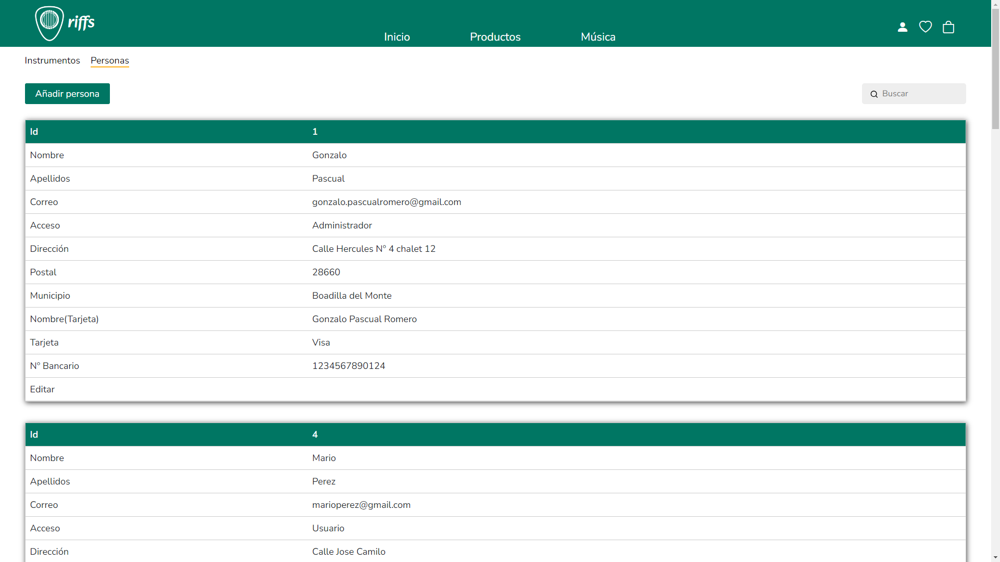 riffs
Inicio Productos Música
Instrumentos Personas
Añadir persona
Buscar
Id 1
Nombre Gonzalo
Apellidos Pascual
Correo gonzalo.pascualromero@gmail.com
Acceso Administrador
Dirección Calle Hercules Nº 4 chalet 12
Postal 28660
Municipio Boadilla del Monte
Nombre(Tarjeta) Gonzalo Pascual Romero
Tarjeta Visa
Nº Bancario 1234567890124
Editar
Id 4
Nombre Mario
Apellidos Perez
Correo marioperez@gmail.com
Acceso Usuario
Dirección Calle Jose Camilo